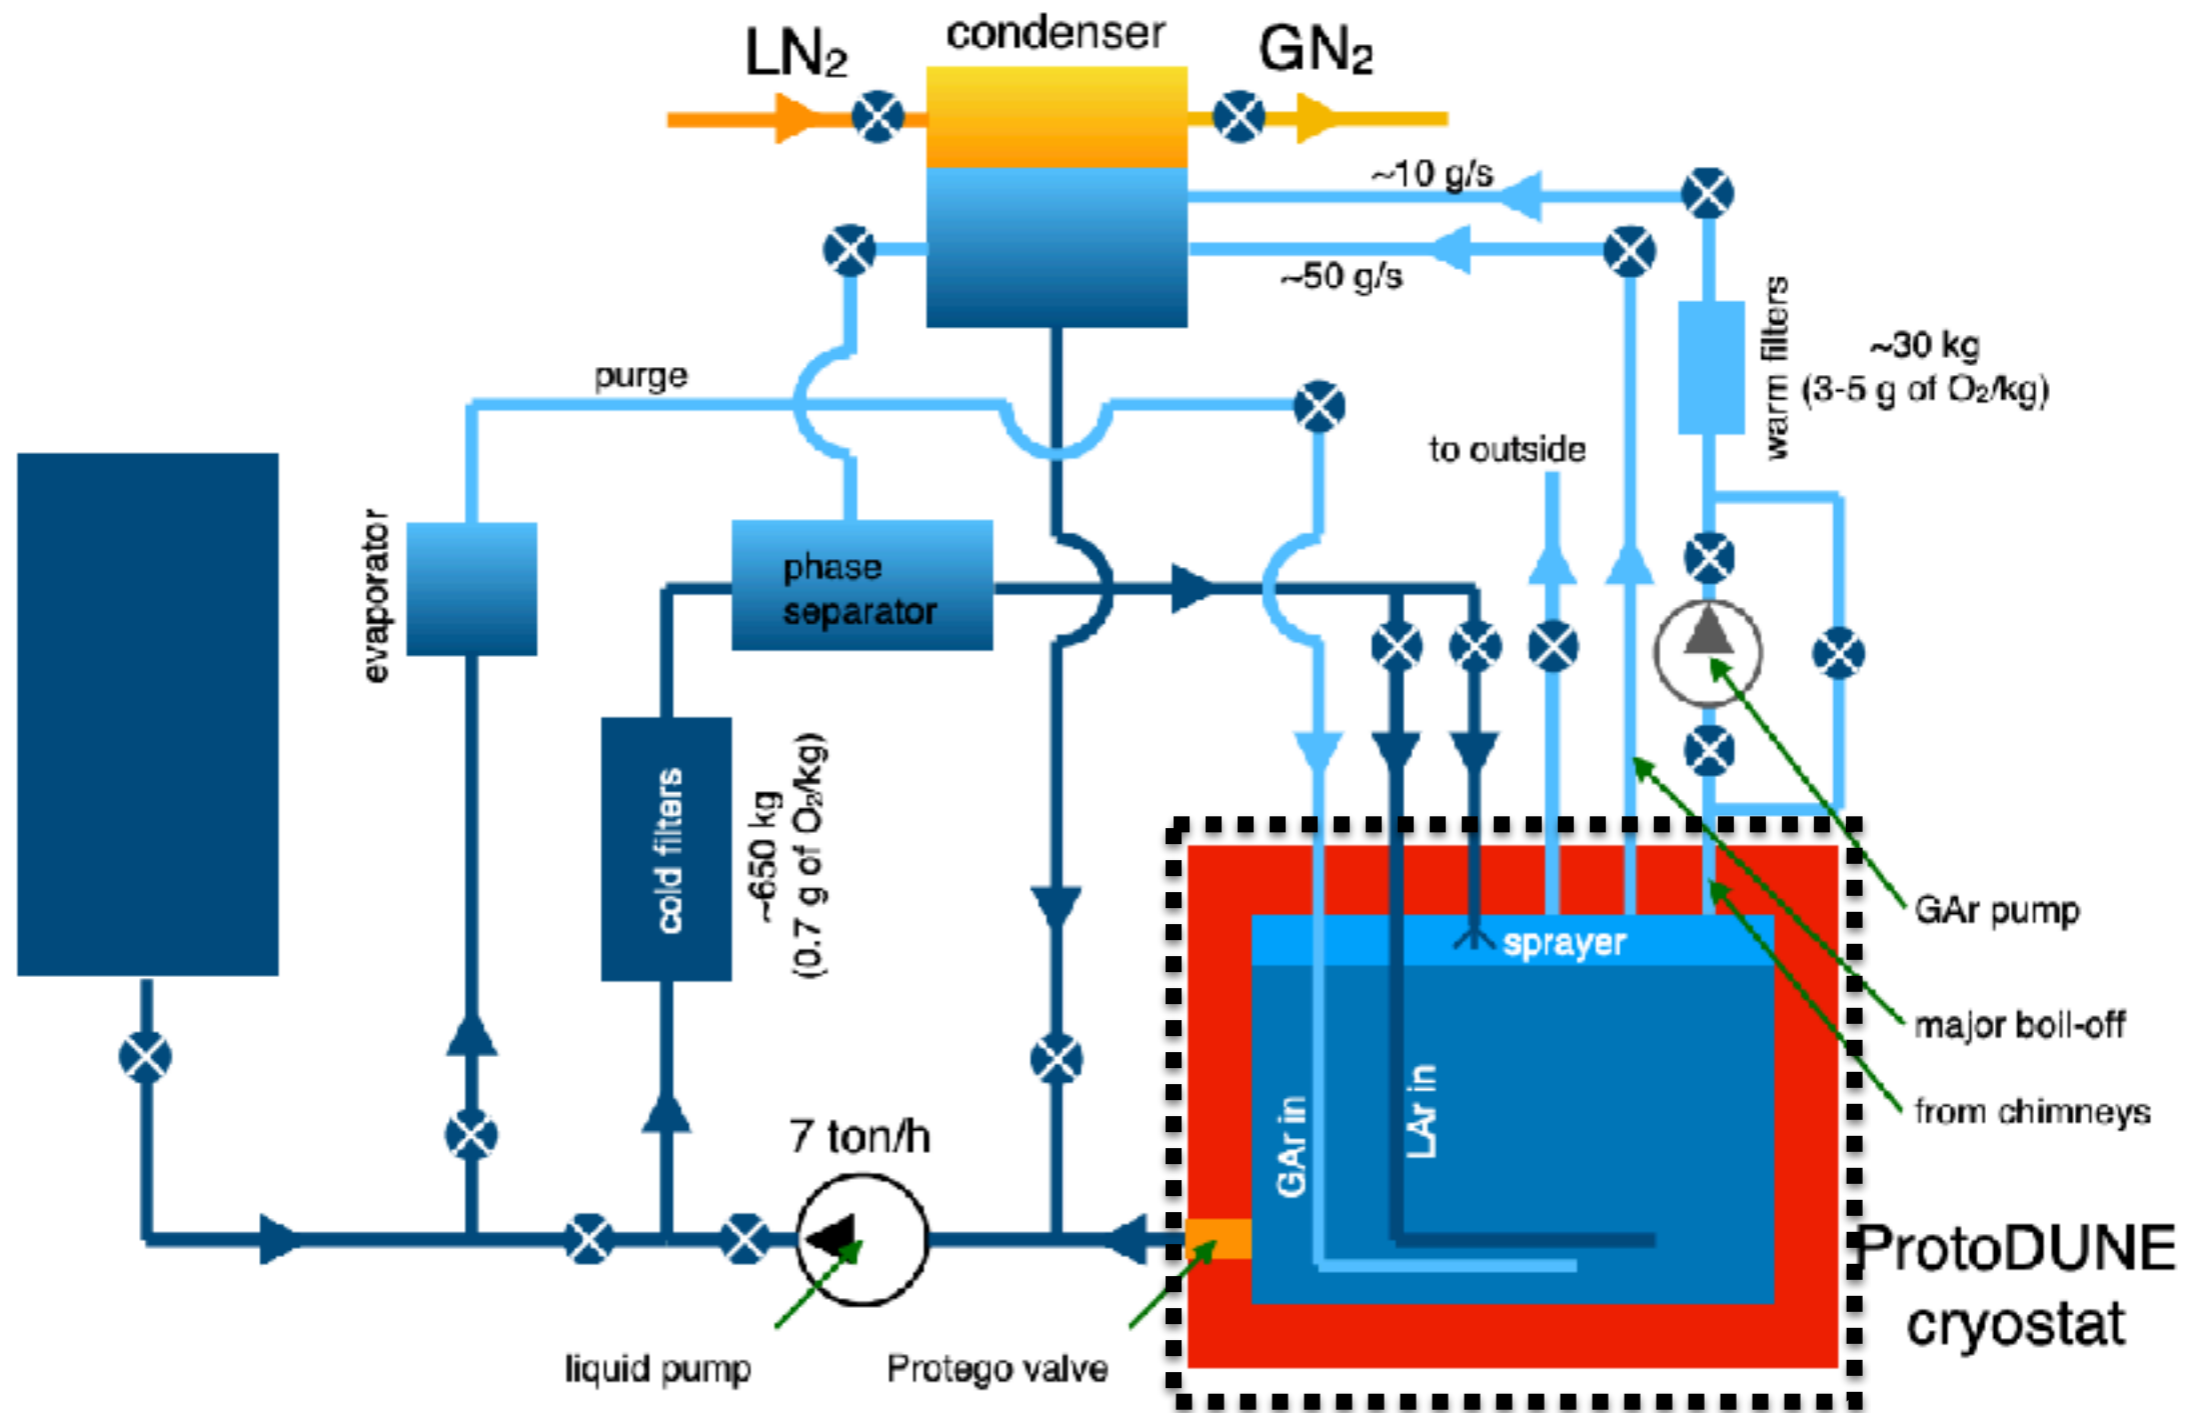 condenser
LN₂
GN₂
~10 g/s
~50 g/s
warm filters
~30 kg
(3-5 g of O₂/kg)
purge
to outside
evaporator
phase
separator
cold filters
~650 kg
(0.7 g of O₂/kg)
GAr pump
sprayer
major boil-off
from chimneys
GAr in
LAr in
7 ton/h
ProtoDUNE
cryostat
liquid pump
Protego valve